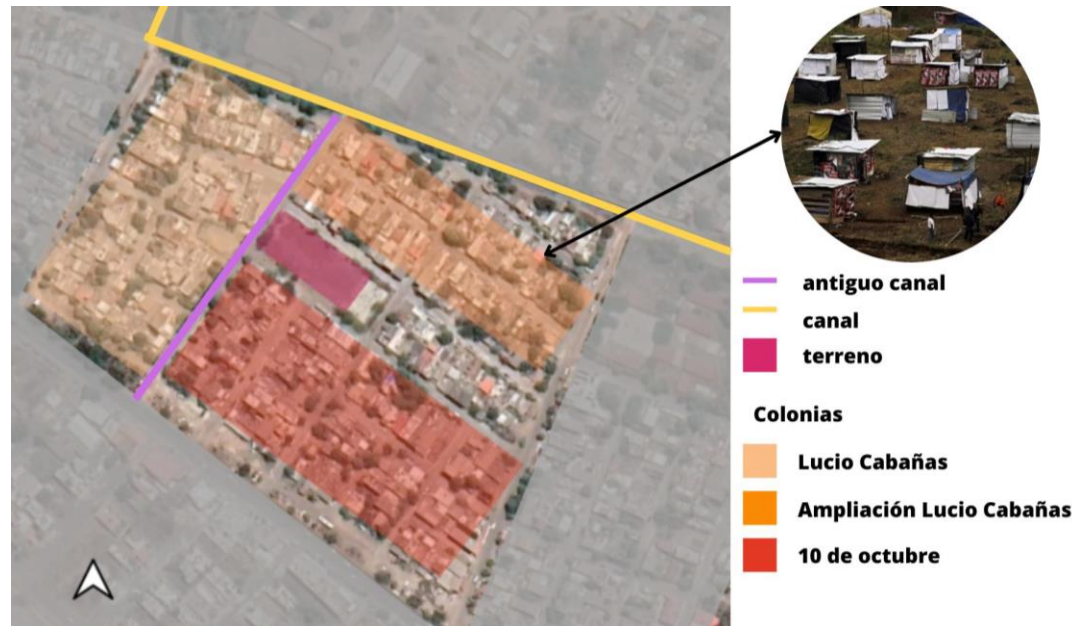 antiguo canal
canal
terreno
Colonias
Lucio Cabañas
Ampliación Lucio Cabañas
10 de octubre